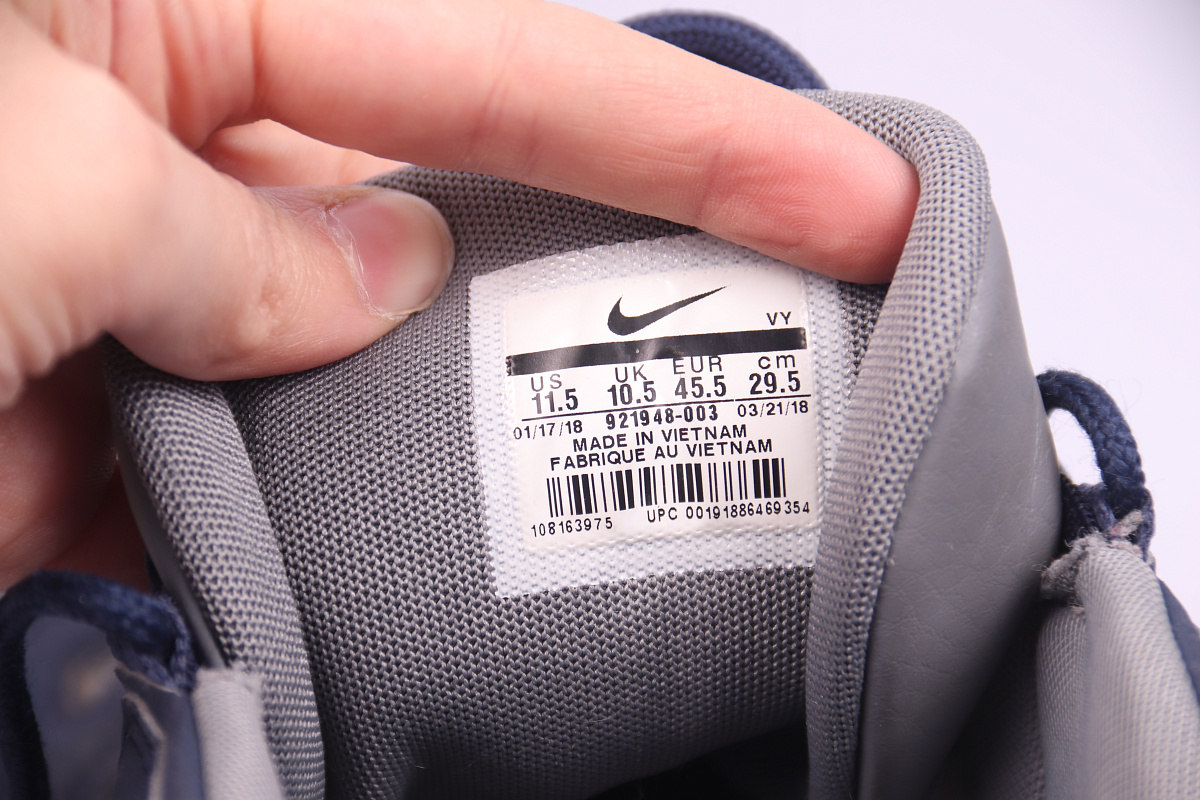 VY
US UK EUR cm
11.5 10.5 45.5 29.5
01/17/18 921948-003 03/21/18
MADE IN VIETNAM
FABRIQUE AU VIETNAM
108163975 UPC 00191886469354